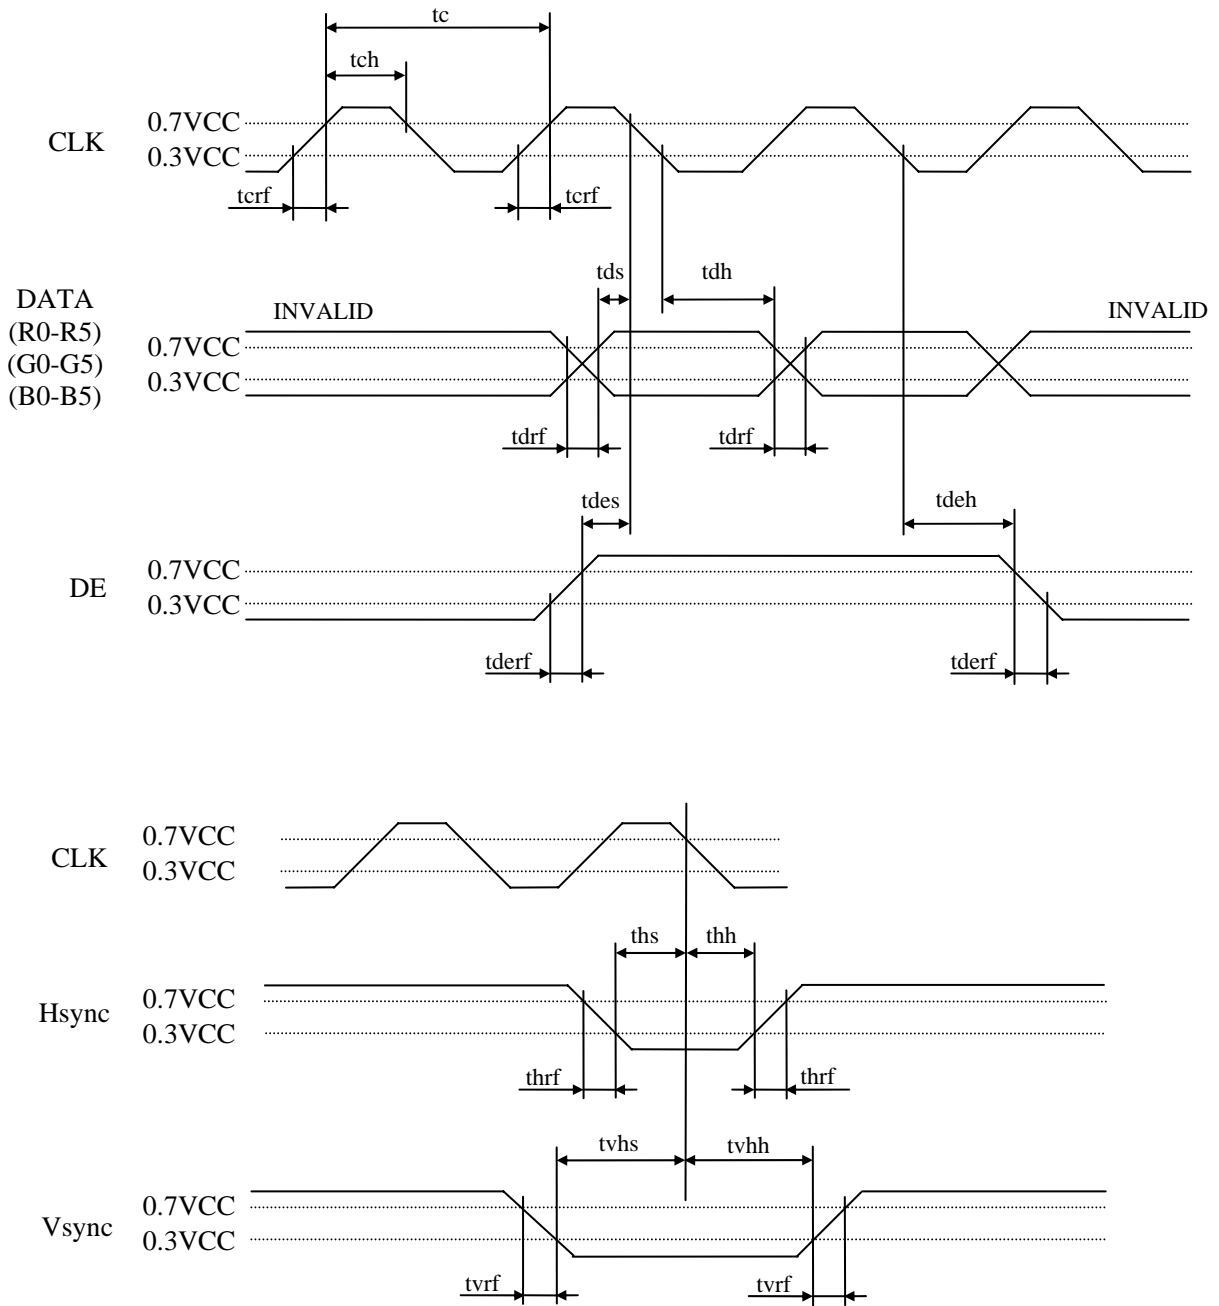 tc
tch
0.7VCC
CLK
0.3VCC
tcrf
tcrf
tds
tdh
DATA
INVALID
INVALID
(R0-R5)
0.7VCC
(G0-G5)
0.3VCC
(B0-B5)
tdrf
tdrf
tdes
tdeh
0.7VCC
DE
0.3VCC
tderf
tderf
0.7VCC
CLK
0.3VCC
ths
thh
0.7VCC
Hsync
0.3VCC
thrf
thrf
tvhs
tvhh
0.7VCC
Vsync
0.3VCC
tvrf
tvrf